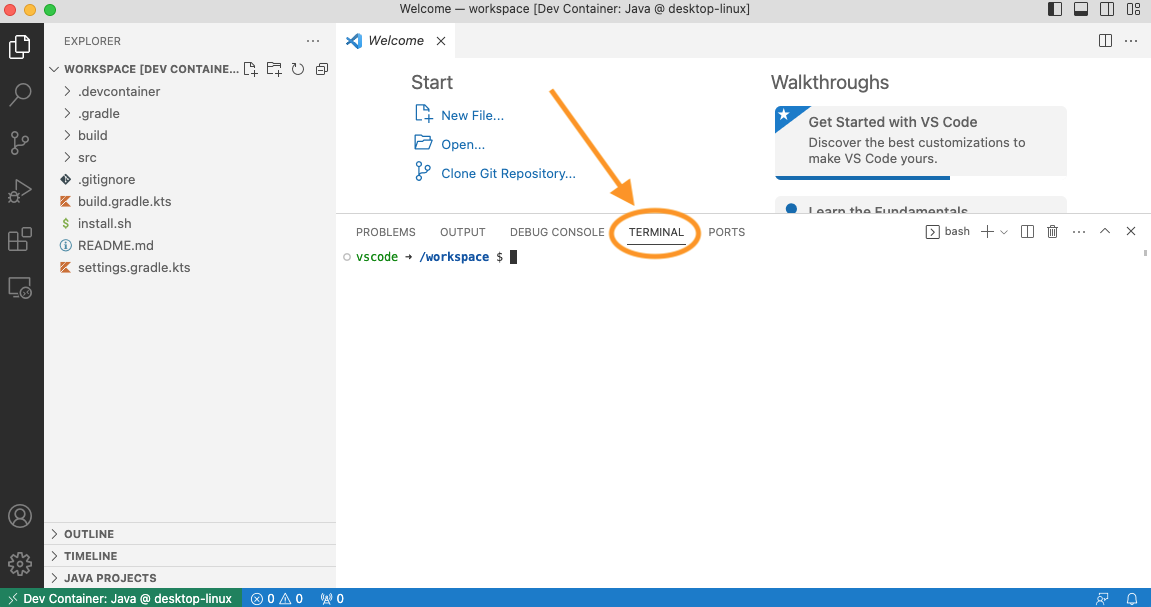 Welcome — workspace [Dev Container: Java @ desktop-linux]
EXPLORER
WORKSPACE [DEV CONTAINE...
.devcontainer
.gradle
build
src
.gitignore
build.gradle.kts
install.sh
README.md
settings.gradle.kts
OUTLINE
TIMELINE
JAVA PROJECTS
Welcome
Start
New File...
Open...
Clone Git Repository...
Walkthroughs
Get Started with VS Code
Discover the best customizations to
make VS Code yours.
Learn the Fundamentals
PROBLEMS OUTPUT DEBUG CONSOLE TERMINAL PORTS
bash
vscode → /workspace $
Dev Container: Java @ desktop-linux 0 0 0